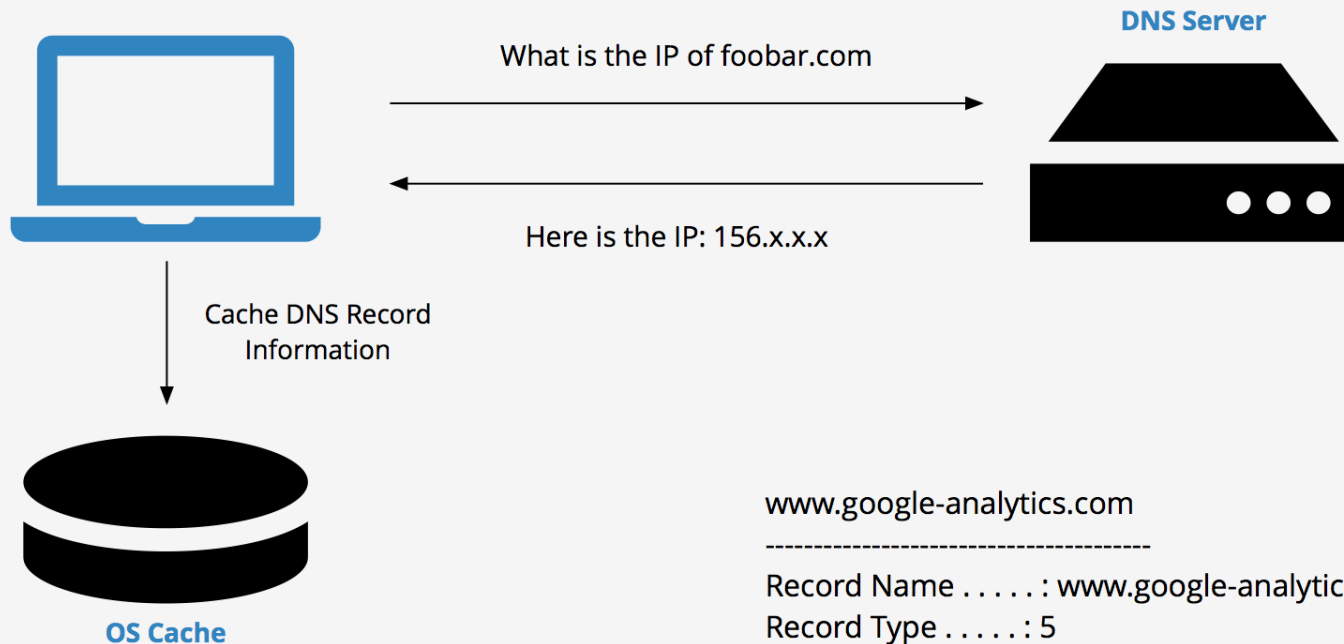 DNS Server
What is the IP of foobar.com
Here is the IP: 156.x.x.x
Cache DNS Record
Information
OS Cache
www.google-analytics.com
----------------------------------------
Record Name . . . . . : www.google-analytic
Record Type . . . . . : 5